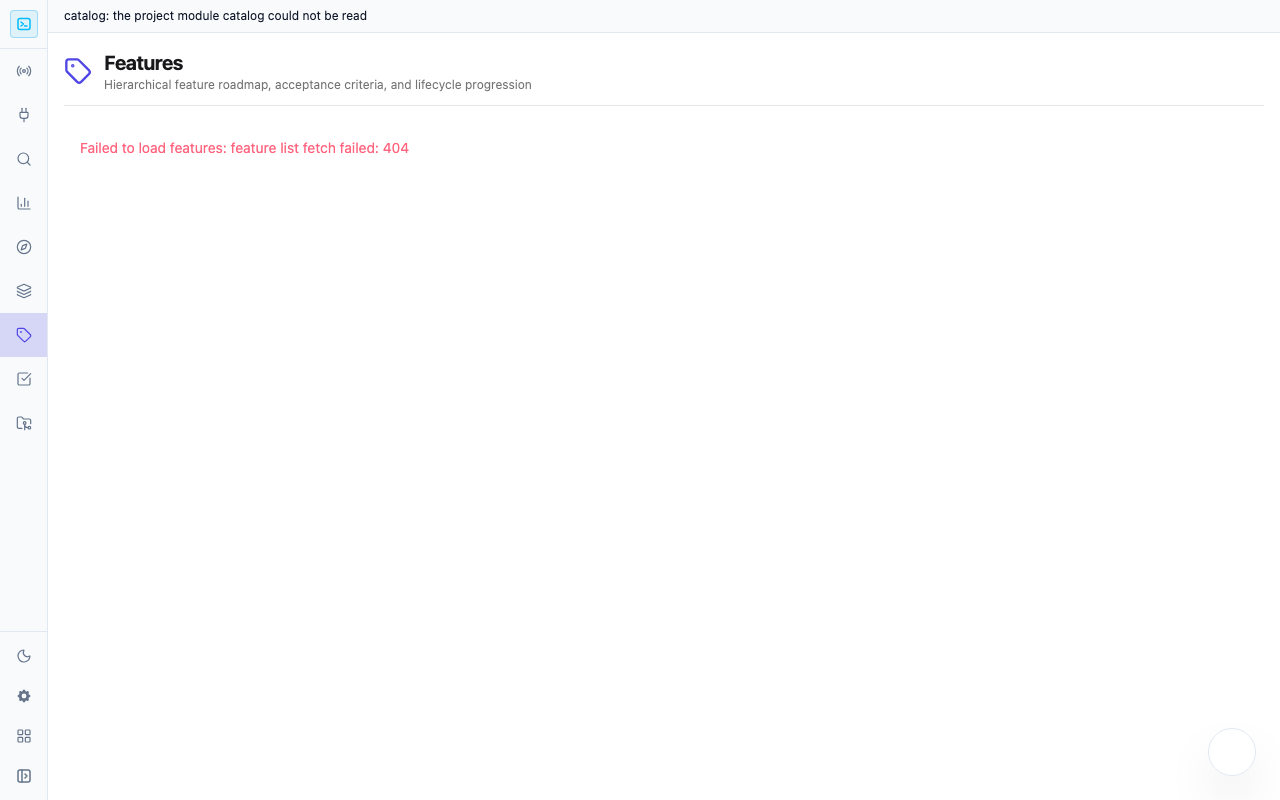 catalog: the project module catalog could not be read
Features
Hierarchical feature roadmap, acceptance criteria, and lifecycle progression
Failed to load features: feature list fetch failed: 404